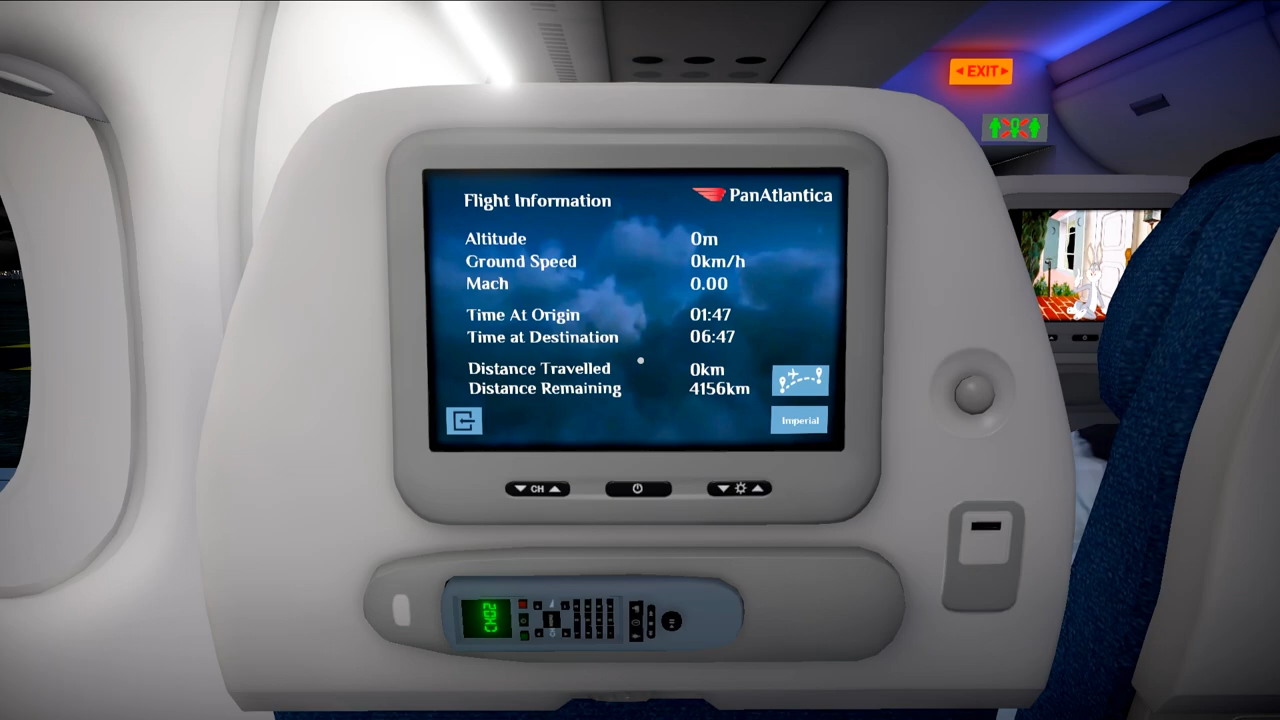 EXIT
Flight Information
PanAtlantica
Altitude 0m
Ground Speed 0km/h
Mach 0.00
Time At Origin 01:47
Time at Destination 06:47
Distance Travelled 0km
Distance Remaining 4156km
Imperial
CH
CH02